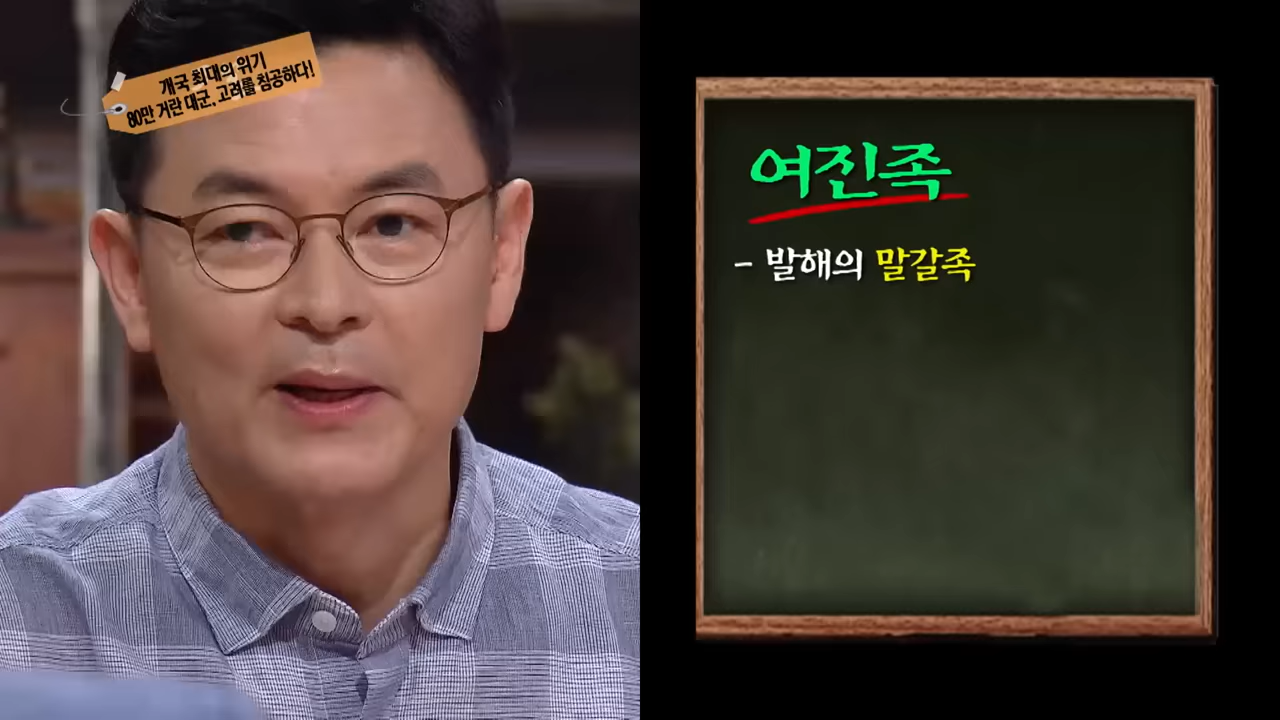 개국 최대의 위기
80만 거란 대군, 고려를 침공하다!
여진족
- 발해의 말갈족